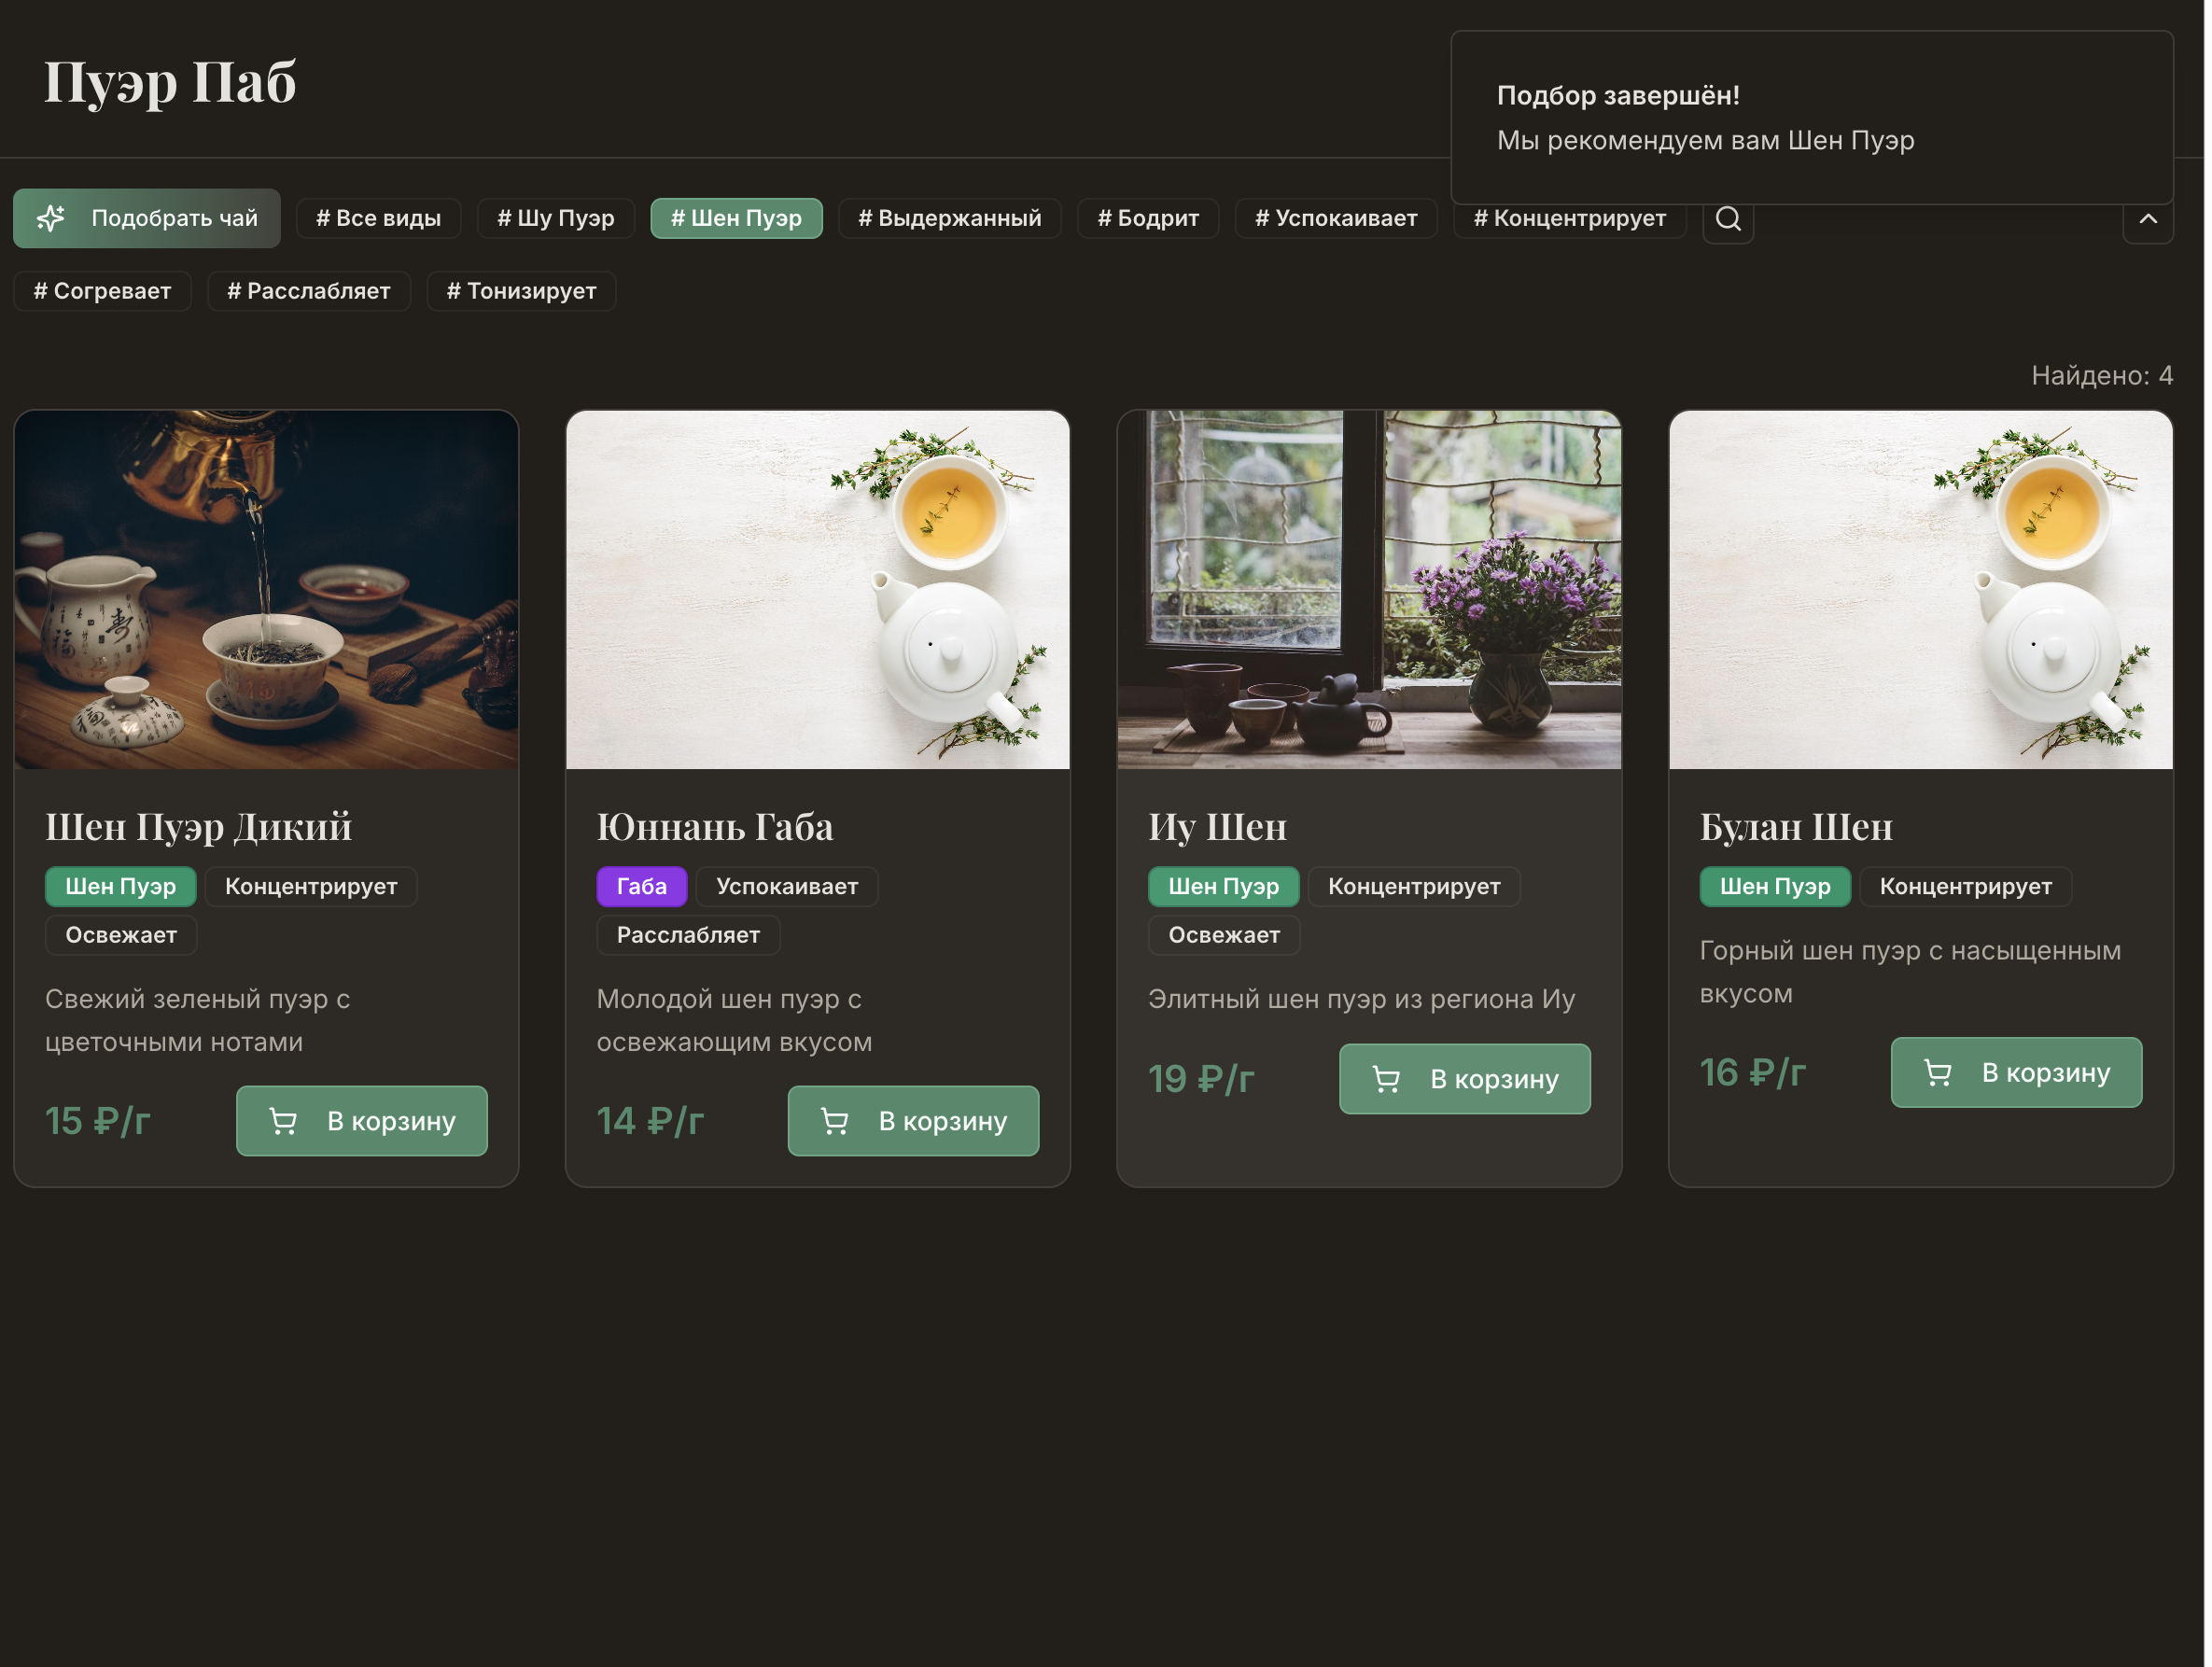 Пуэр Паб
Подбор завершён!
Мы рекомендуем вам Шен Пуэр
Подобрать чай
# Все виды
# Шу Пуэр
# Шен Пуэр
# Выдержанный
# Бодрит
# Успокаивает
# Концентрирует
# Согревает
# Расслабляет
# Тонизирует
Найдено: 4
Шен Пуэр Дикий
Шен Пуэр
Концентрирует
Освежает
Свежий зеленый пуэр с
цветочными нотами
15 ₽/г
В корзину
Юннань Габа
Габа
Успокаивает
Расслабляет
Молодой шен пуэр с
освежающим вкусом
14 ₽/г
В корзину
Иу Шен
Шен Пуэр
Концентрирует
Освежает
Элитный шен пуэр из региона Иу
19 ₽/г
В корзину
Булан Шен
Шен Пуэр
Концентрирует
Горный шен пуэр с насыщенным
вкусом
16 ₽/г
В корзину